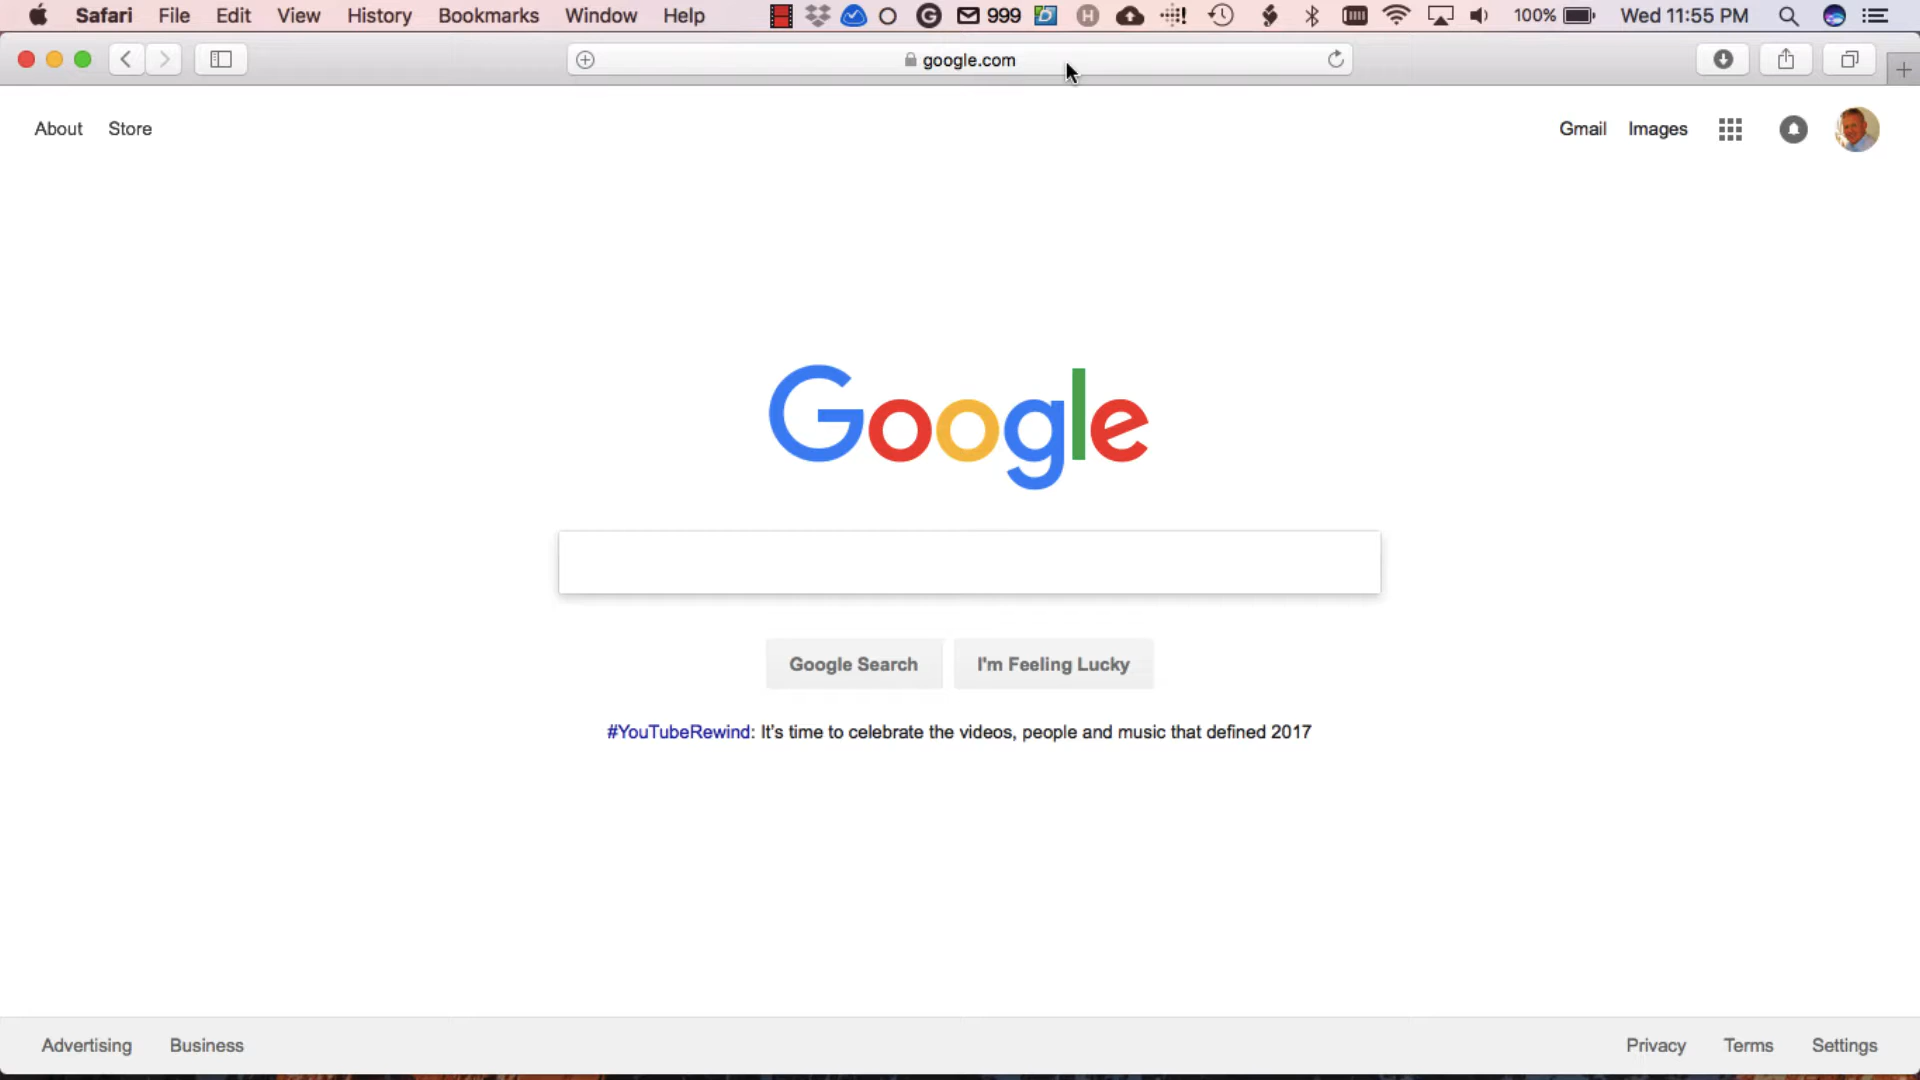 Safari File Edit View History Bookmarks Window Help 999 100% Wed 11:55 PM
google.com
About Store Gmail Images
Google
Google Search I'm Feeling Lucky
#YouTubeRewind: It's time to celebrate the videos, people and music that defined 2017
Advertising Business Privacy Terms Settings